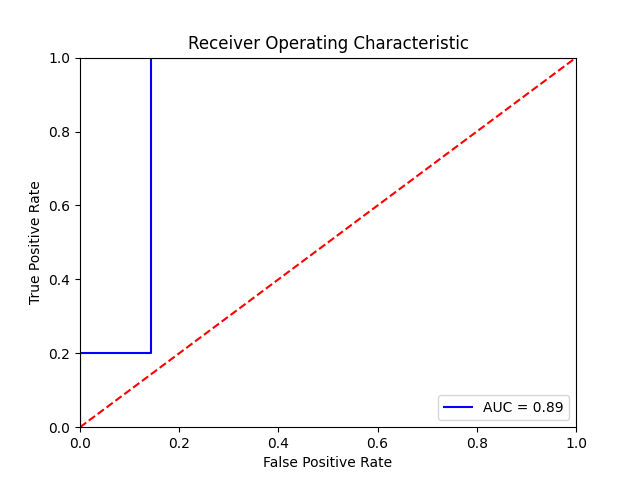 Receiver Operating Characteristic
1.0
0.8
0.6
0.4
0.2
0.0
True Positive Rate
AUC = 0.89
0.0 0.2 0.4 0.6 0.8 1.0
False Positive Rate